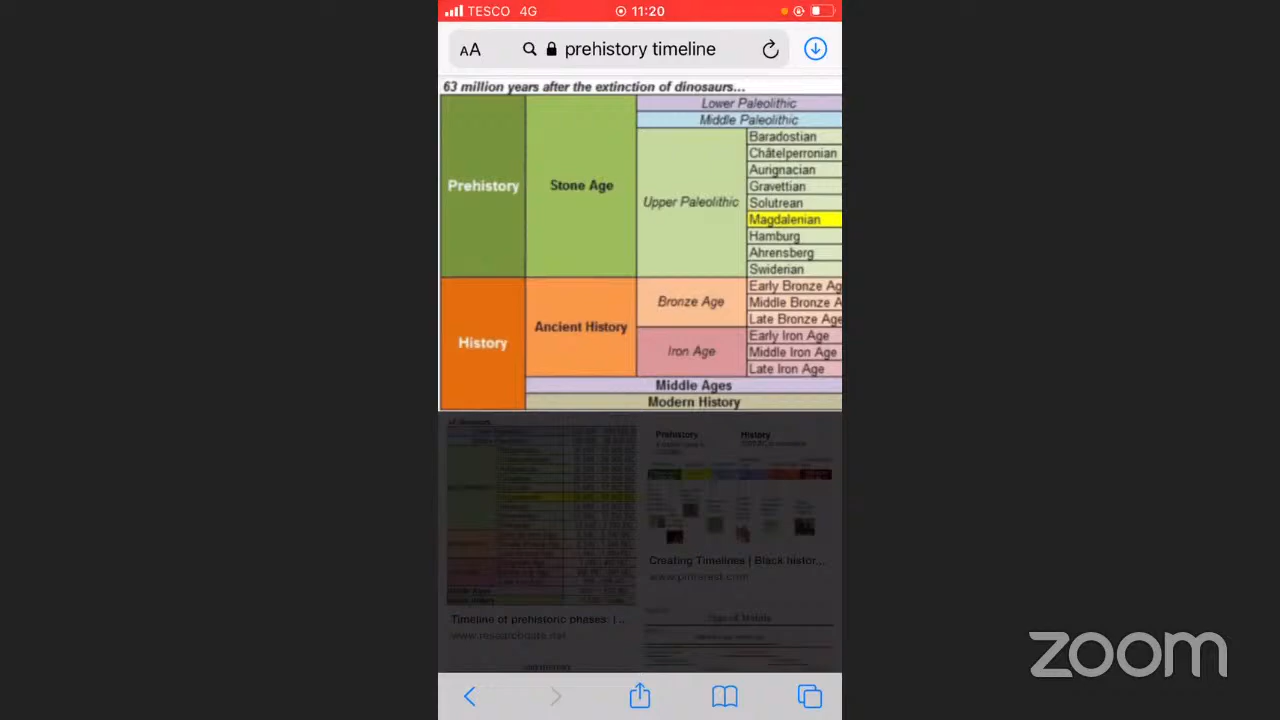 TESCO 4G 11:20
AA prehistory timeline
63 million years after the extinction of dinosaurs...
Prehistory
Stone Age
Lower Paleolithic
Middle Paleolithic
Upper Paleolithic
Baradostian
Châtelperronian
Aurignacian
Gravettian
Solutrean
Magdalenian
Hamburg
Ahrensberg
Swiderian
History
Ancient History
Bronze Age
Early Bronze Ag
Middle Bronze A
Late Bronze Age
Iron Age
Early Iron Age
Middle Iron Age
Late Iron Age
Middle Ages
Modern History
Prehistory
History
Creating Timelines | Black histor...
www.pinterest.com
Timeline of prehistoric phases: | ...
www.researchgate.net
zoom